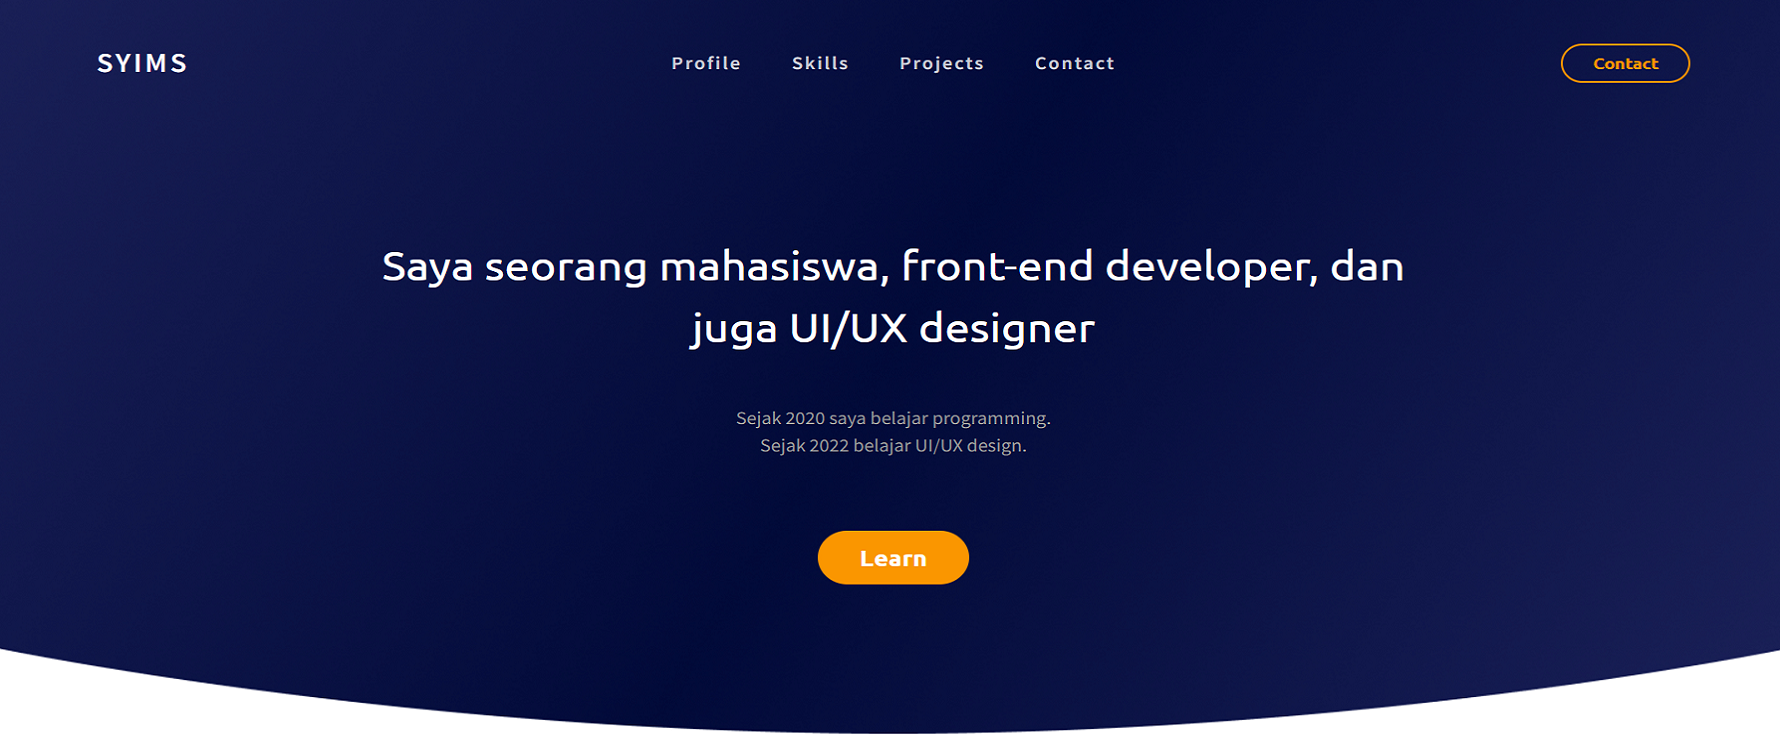 SYIMS
Profile
Skills
Projects
Contact
Contact
Saya seorang mahasiswa, front-end developer, dan
juga UI/UX designer
Sejak 2020 saya belajar programming.
Sejak 2022 belajar UI/UX design.
Learn